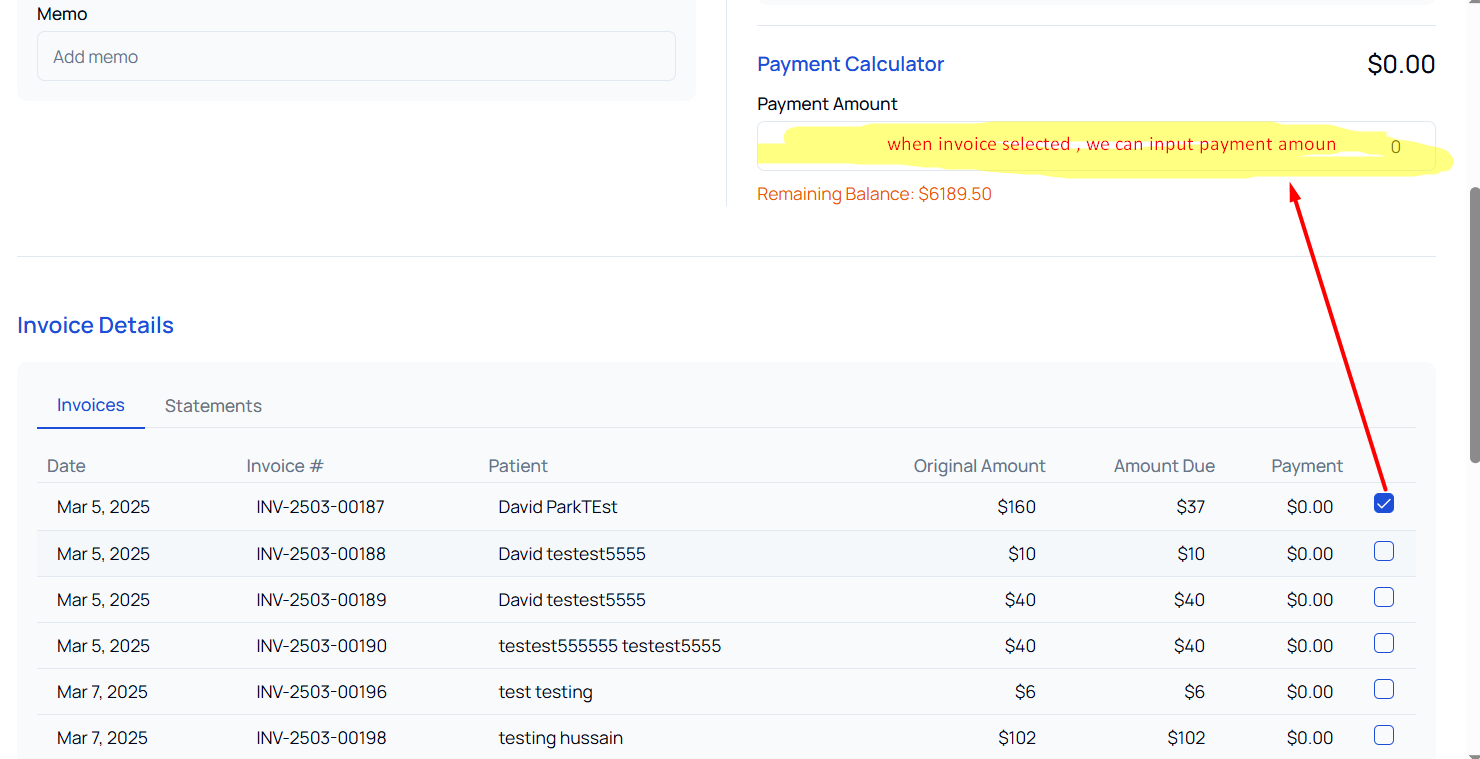 Memo
Add memo
Payment Calculator
$0.00
Payment Amount
when invoice selected , we can input payment amoun
0
Remaining Balance: $6189.50
Invoice Details
Invoices Statements
Date Invoice # Patient Original Amount Amount Due Payment
Mar 5, 2025 INV-2503-00187 David ParkTEst $160 $37 $0.00
Mar 5, 2025 INV-2503-00188 David testest5555 $10 $10 $0.00
Mar 5, 2025 INV-2503-00189 David testest5555 $40 $40 $0.00
Mar 5, 2025 INV-2503-00190 testest555555 testest5555 $40 $40 $0.00
Mar 7, 2025 INV-2503-00196 test testing $6 $6 $0.00
Mar 7, 2025 INV-2503-00198 testing hussain $102 $102 $0.00